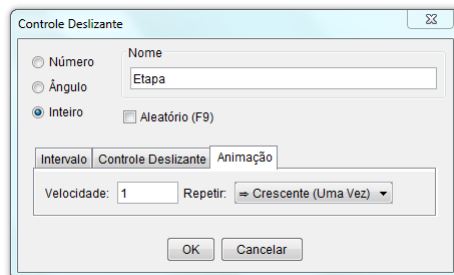 Controle Deslizante
Número
Ângulo
Inteiro
Nome
Etapa
Aleatório (F9)
Intervalo Controle Deslizante Animação
Velocidade: 1 Repetir: ⇒ Crescente (Uma Vez)
OK Cancelar